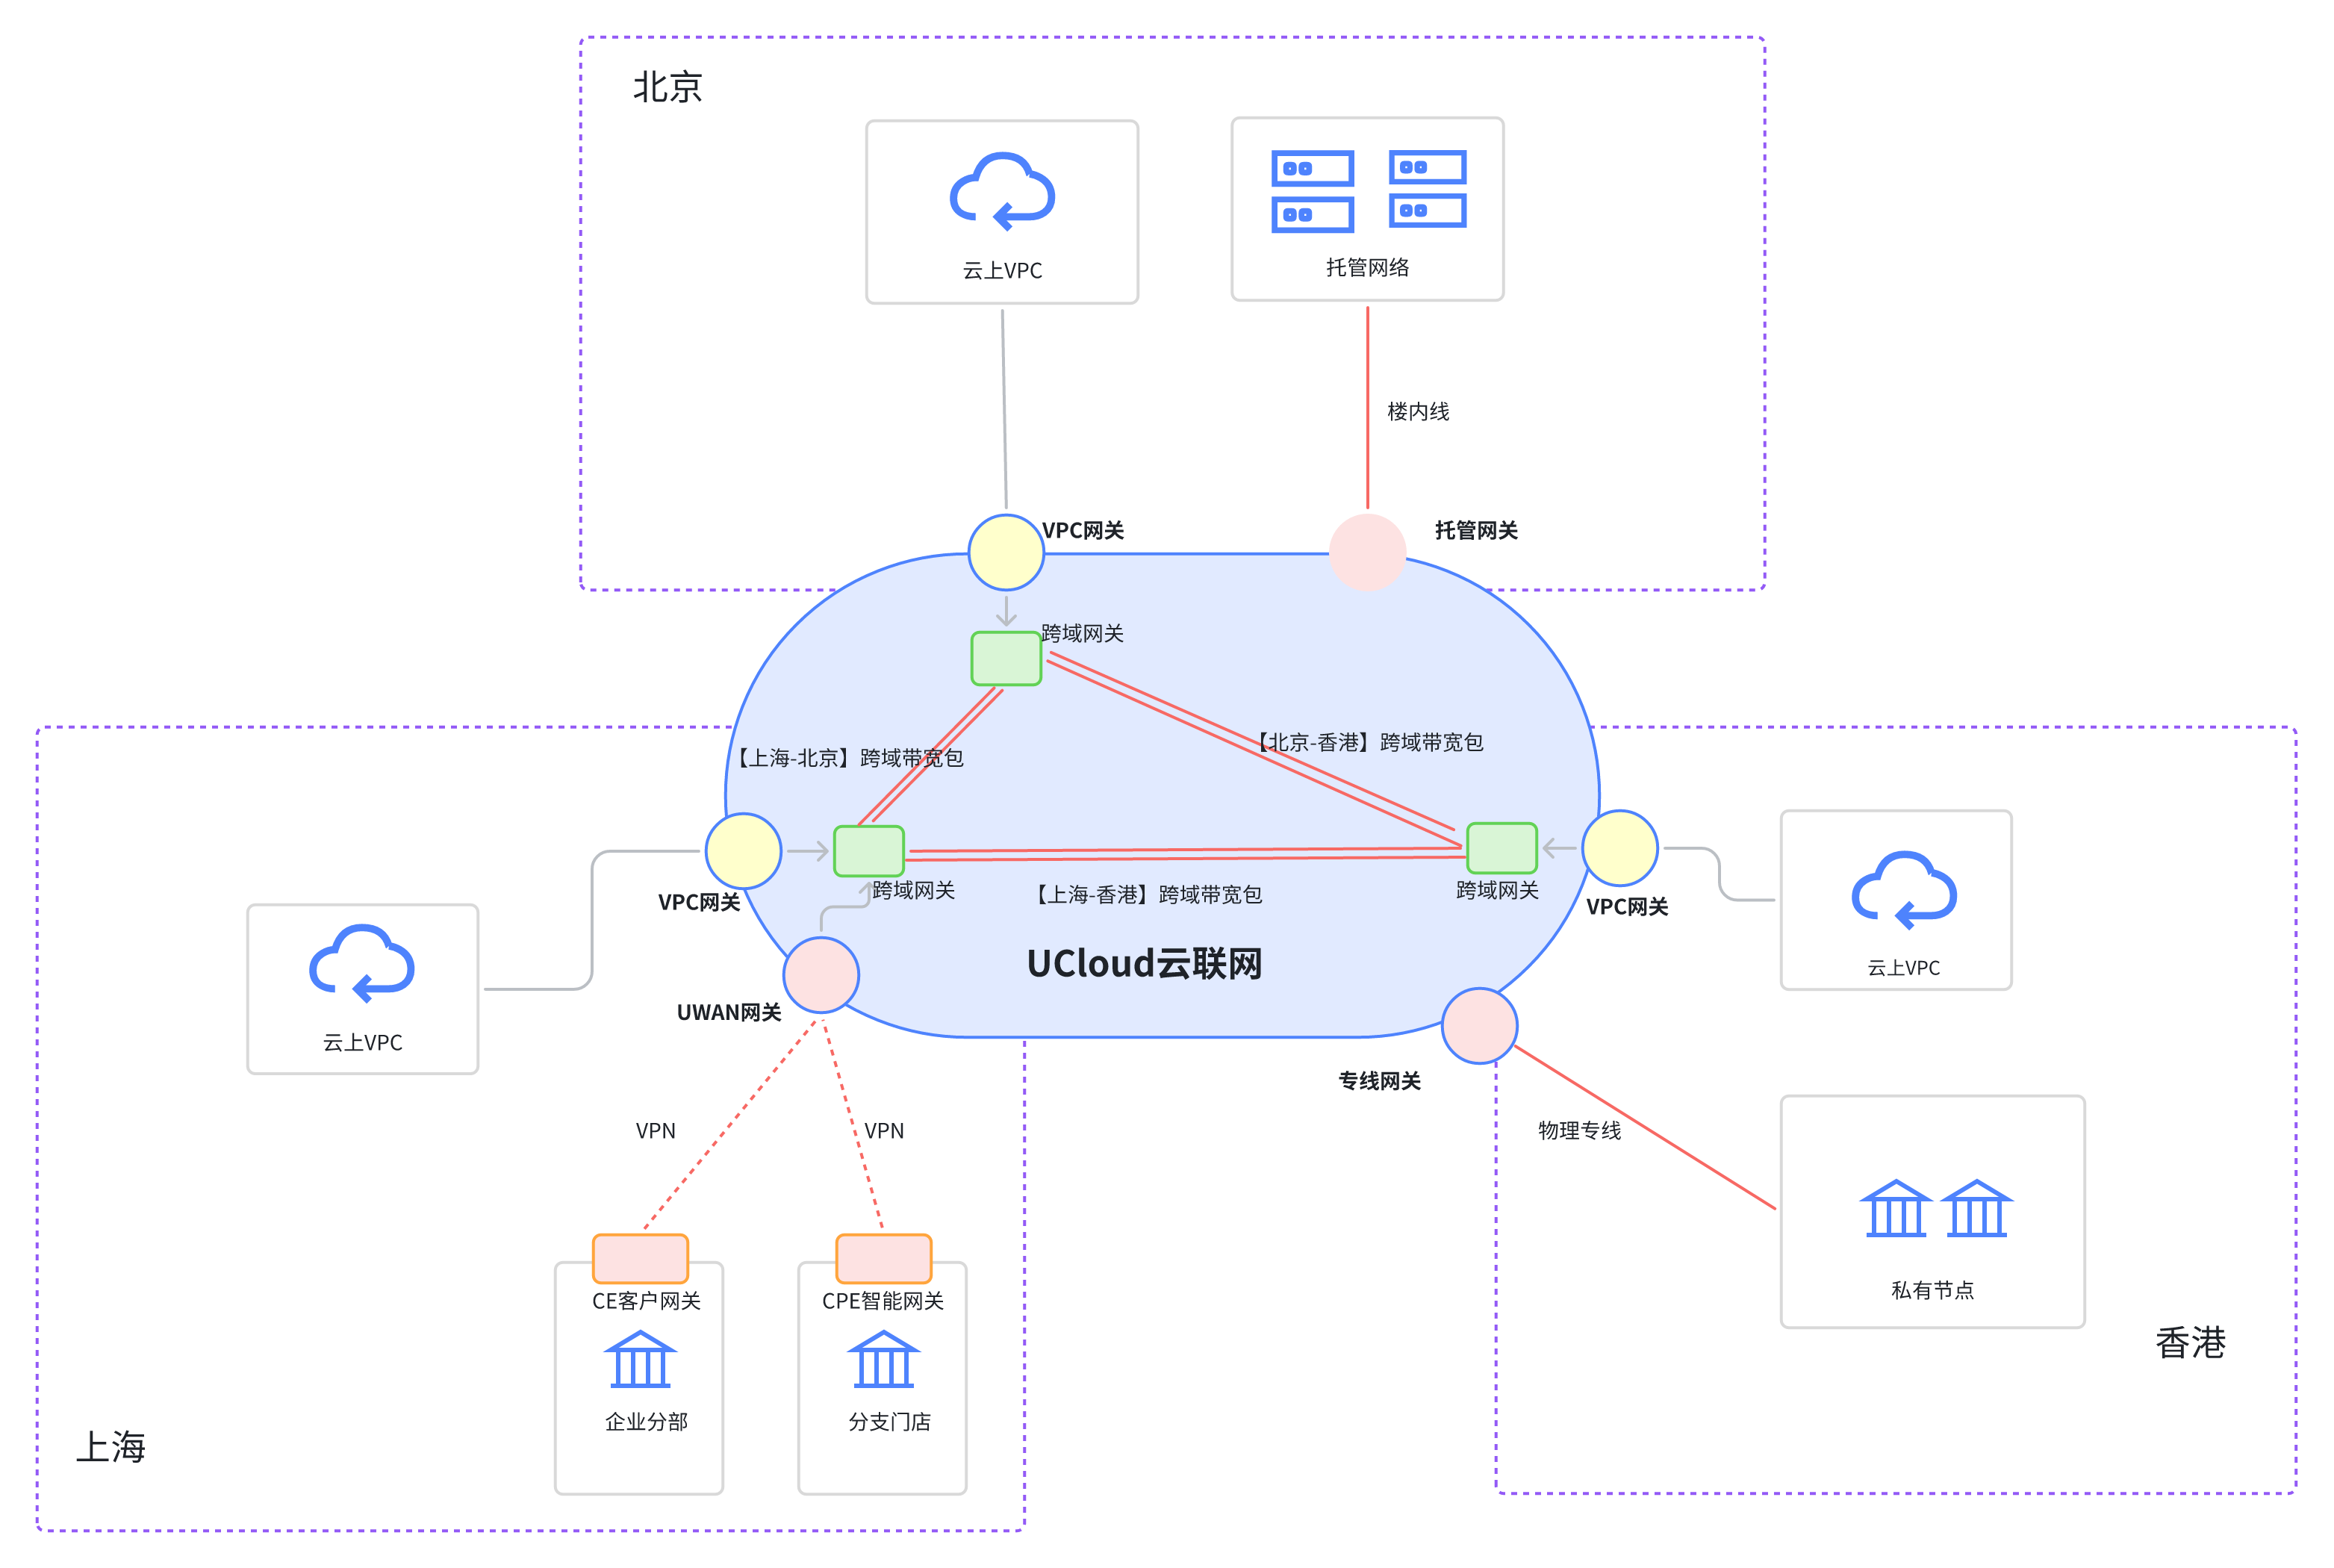 北京
云上VPC
托管网络
楼内线
VPC网关
托管网关
跨域网关
【上海-北京】跨域带宽包
【北京-香港】跨域带宽包
VPC网关
跨域网关
【上海-香港】跨域带宽包
跨域网关
VPC网关
UCloud云联网
云上VPC
云上VPC
UWAN网关
专线网关
VPN
VPN
物理专线
CE客户网关
CPE智能网关
私有节点
香港
企业分部
分支门店
上海